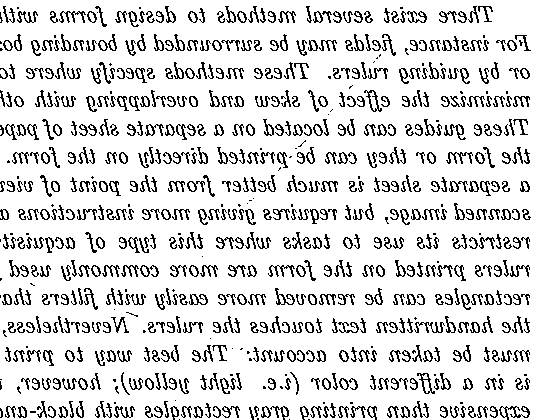 There exist several methods to design forms with
For instance, fields may be surrounded by bounding box
or by guiding rulers. These methods specify where to
minimize the effect of skew and overlapping with oth
These guides can be located on a separate sheet of pape
the form or they can be printed directly on the form.
a separate sheet is much better from the point of view
scanned image, but requires giving more instructions a
restricts its use to tasks where this type of acquisiti
rulers printed on the form are more commonly used
rectangles can be removed more easily with filters tha
the handwritten text touches the rulers. Nevertheless,
must be taken into account: The best way to print
is in a different color (i.e. light yellow); however,
expensive than printing gray rectangles with black-and